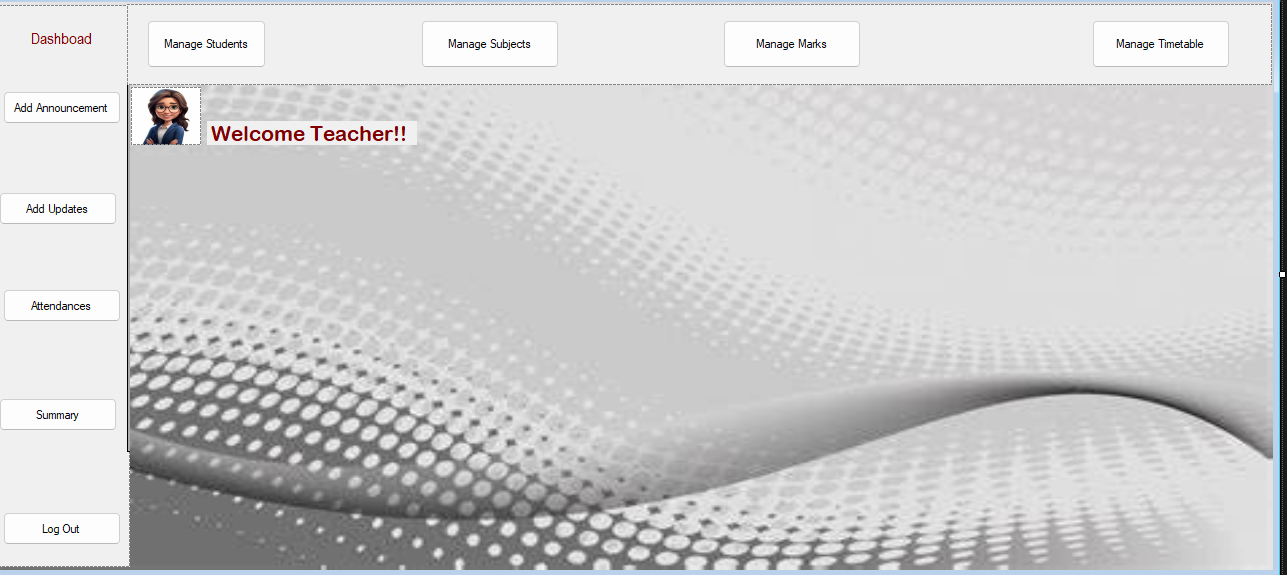 Dashboad
Manage Students
Manage Subjects
Manage Marks
Manage Timetable
Add Announcement
Welcome Teacher!!
Add Updates
Attendances
Summary
Log Out